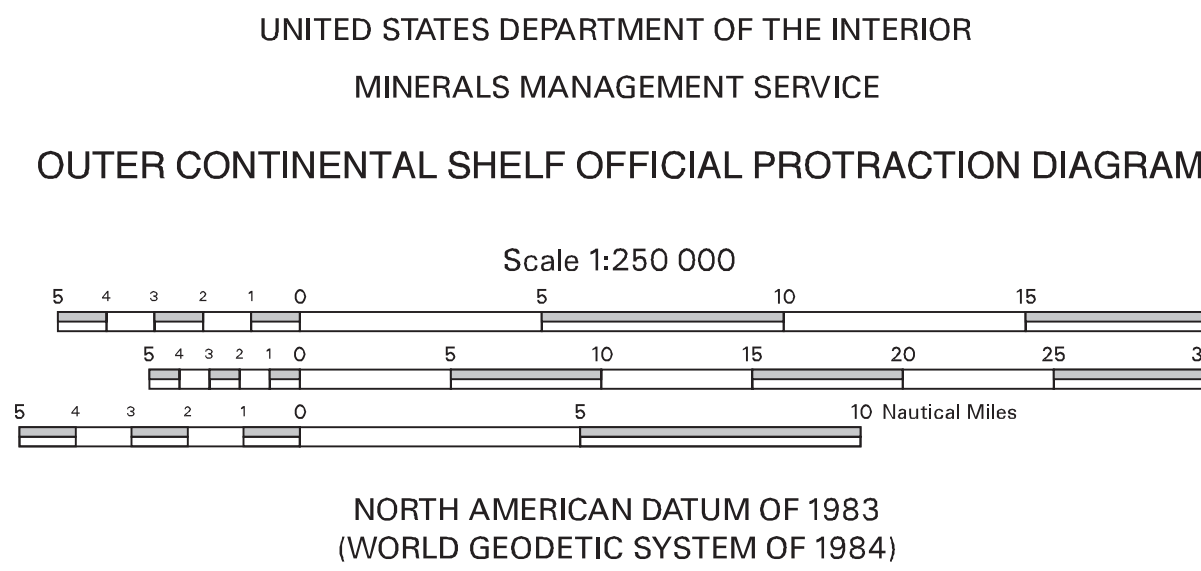 UNITED STATES DEPARTMENT OF THE INTERIOR
MINERALS MANAGEMENT SERVICE
OUTER CONTINENTAL SHELF OFFICIAL PROTRACTION DIAGRAM
Scale 1:250 000
5 4 3 2 1 0 5 10 15
5 4 3 2 1 0 5 10 15 20 25
5 4 3 2 1 0 5 10 Nautical Miles
NORTH AMERICAN DATUM OF 1983
(WORLD GEODETIC SYSTEM OF 1984)